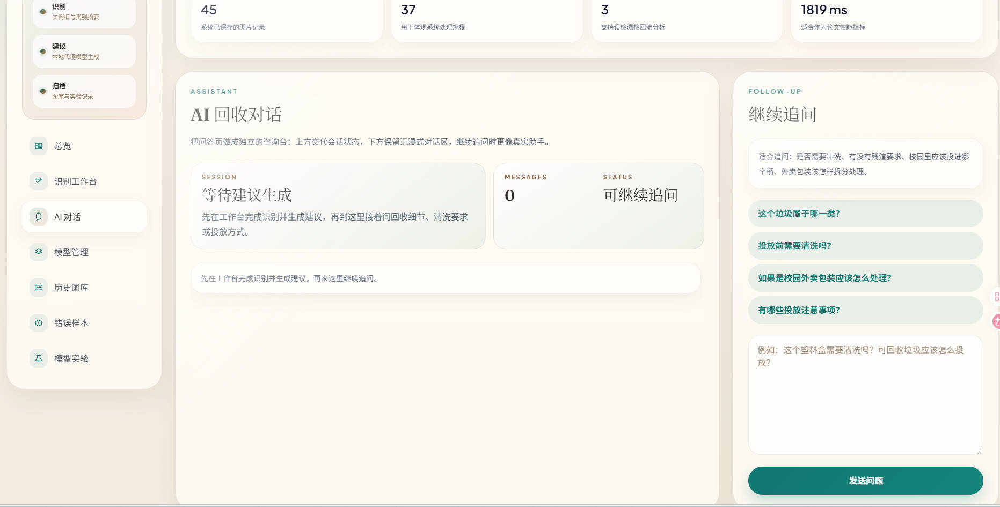 识别
实例框与类别摘要
建议
本地代理模型生成
归档
图库与实验记录
总览
识别工作台
AI 对话
模型管理
历史图库
错误样本
模型实验
45
系统已保存的图片记录
37
用于体现系统处理规模
3
支持误检漏检回流分析
1819 ms
适合作为论文性能指标
ASSISTANT
AI 回收对话
把问答页做成独立的咨询台：上方交代会话状态，下方保留沉浸式对话区，继续追问时更像真实助手。
SESSION
等待建议生成
先在工作台完成识别并生成建议，再到这里接着问回收细节、清洗要求
或投放方式。
MESSAGES
0
STATUS
可继续追问
先在工作台完成识别并生成建议，再来这里继续追问。
FOLLOW-UP
继续追问
适合追问：是否需要冲洗、有没有残渣要求、校园里应该投进哪
个桶、外卖包装该怎样拆分处理。
这个垃圾属于哪一类？
投放前需要清洗吗？
如果是校园外卖包装应该怎么处理？
有哪些投放注意事项？
例如：这个塑料盒需要清洗吗？可回收垃圾应该怎么投
放？
发送问题